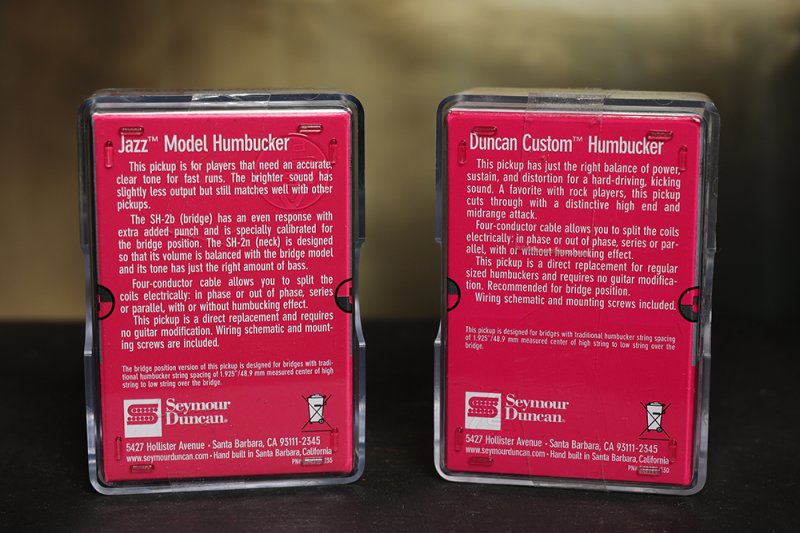 Jazz™ Model Humbucker
This pickup is for players that need an accurate,
clear tone for fast runs. The brighter sound has
slightly less output but still matches well with other
pickups.
The SH-2b (bridge) has an even response with
extra added punch and is specially calibrated for
the bridge position. The SH-2n (neck) is designed
so that its volume is balanced with the bridge model
and its tone has just the right amount of bass.
Four-conductor cable allows you to split the
coils electrically: in phase or out of phase, series
or parallel, with or without humbucking effect.
This pickup is a direct replacement and requires
no guitar modification. Wiring schematic and mount-
ing screws are included.
The bridge position version of this pickup is designed for bridges with tradi-
tional humbucker string spacing of 1.925"/48.9 mm measured center of high
string to low string over the bridge.
Seymour
Duncan®
5427 Hollister Avenue • Santa Barbara, CA 93111-2345
www.seymourduncan.com • Hand built in Santa Barbara, California
Duncan Custom™ Humbucker
This pickup has just the right balance of power,
sustain, and distortion for a hard-driving, kicking
sound. A favorite with rock players, this pickup
cuts through with a distinctive high end and
midrange attack.
Four-conductor cable allows you to split the coils
electrically: in phase or out of phase, series or par-
allel, with or without humbucking effect.
This pickup is a direct replacement for regular
sized humbuckers and requires no guitar modifica-
tion. Recommended for bridge position.
Wiring schematic and mounting screws included.
This pickup is designed for bridges with traditional humbucker string spacing
of 1.925"/48.9 mm measured center of high string to low string over the
bridge.
Seymour
Duncan®
5427 Hollister Avenue • Santa Barbara, CA 93111-2345
www.seymourduncan.com • Hand built in Santa Barbara, California